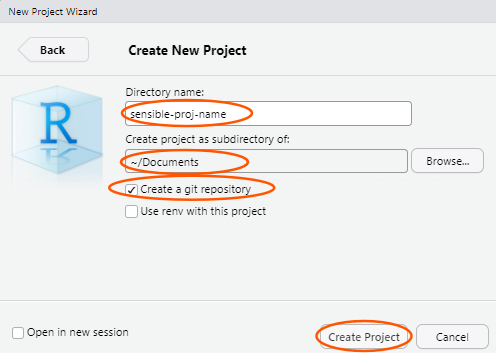 New Project Wizard
Back
Create New Project
R
Directory name:
sensible-proj-name
Create project as subdirectory of:
~/Documents
Browse...
Create a git repository
Use renv with this project
Open in new session
Create Project
Cancel